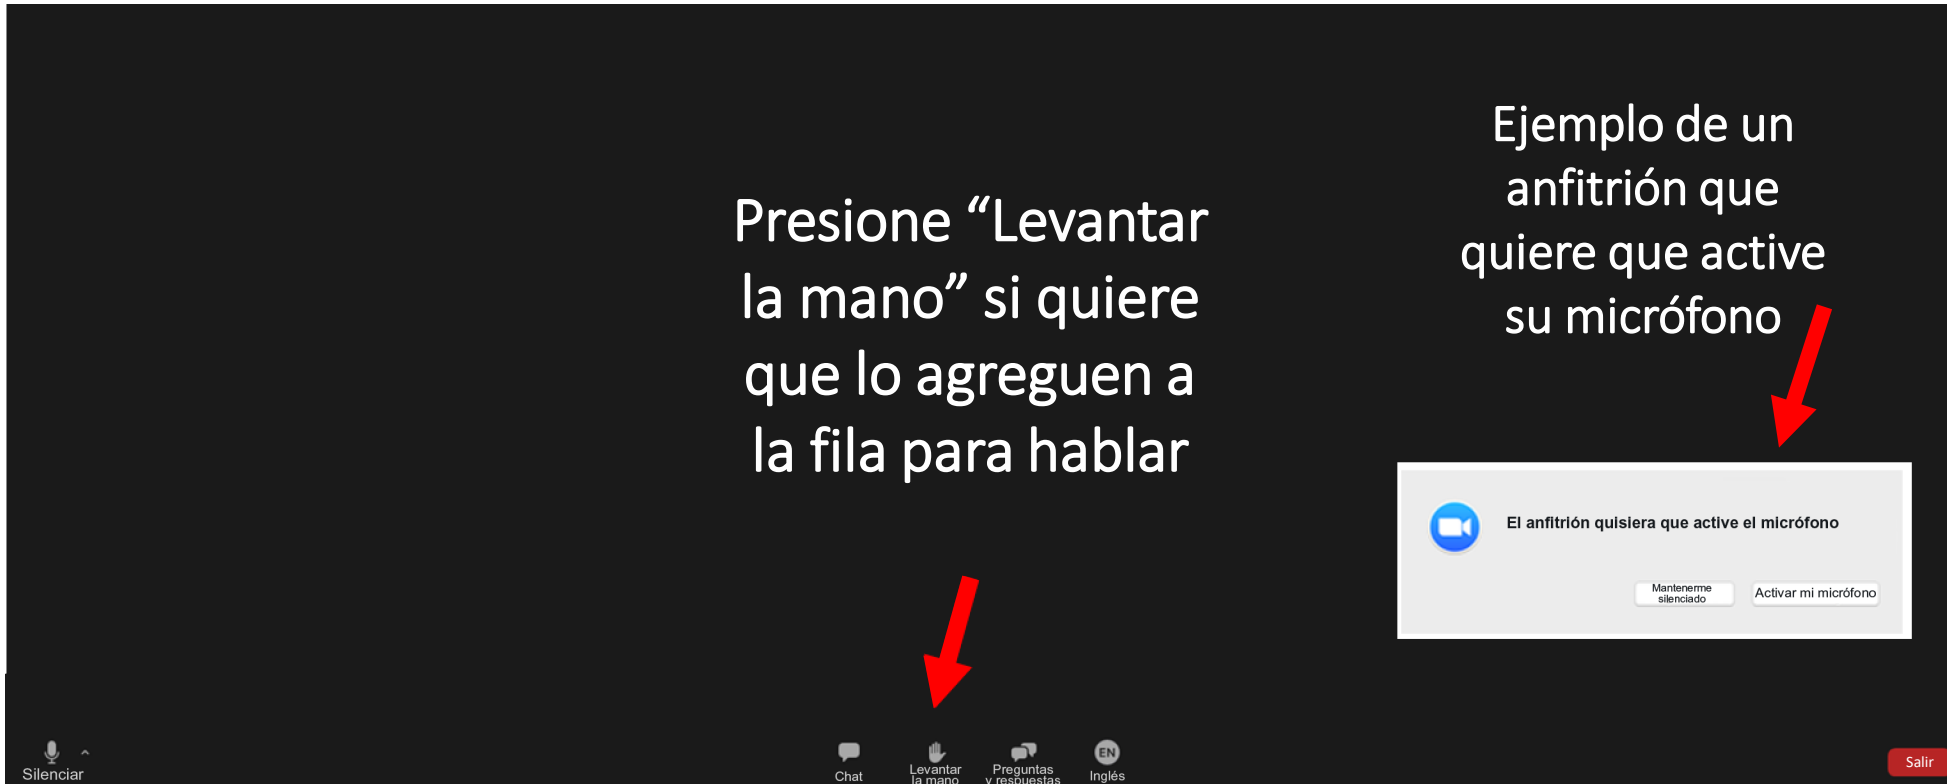 Presione “Levantar
la mano” si quiere
que lo agreguen a
la fila para hablar
Ejemplo de un
anfitrión que
quiere que active
su micrófono
El anfitrión quisiera que active el micrófono
Mantenerme
silenciado
Activar mi micrófono
Silenciar
Chat
Levantar
la mano
Preguntas
y respuestas
EN
Inglés
Salir